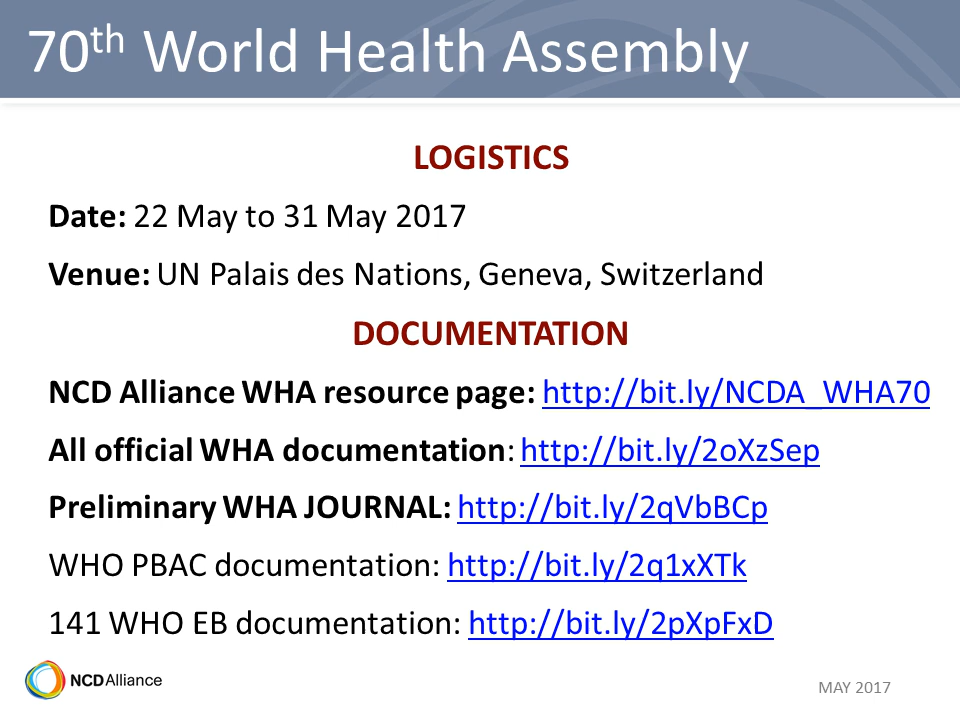 70th World Health Assembly
LOGISTICS
Date: 22 May to 31 May 2017
Venue: UN Palais des Nations, Geneva, Switzerland
DOCUMENTATION
NCD Alliance WHA resource page: http://bit.ly/NCDA_WHA70
All official WHA documentation: http://bit.ly/2oXzSep
Preliminary WHA JOURNAL: http://bit.ly/2qVbBCp
WHO PBAC documentation: http://bit.ly/2q1xXTk
141 WHO EB documentation: http://bit.ly/2pXpFxD
NCD Alliance
MAY 2017